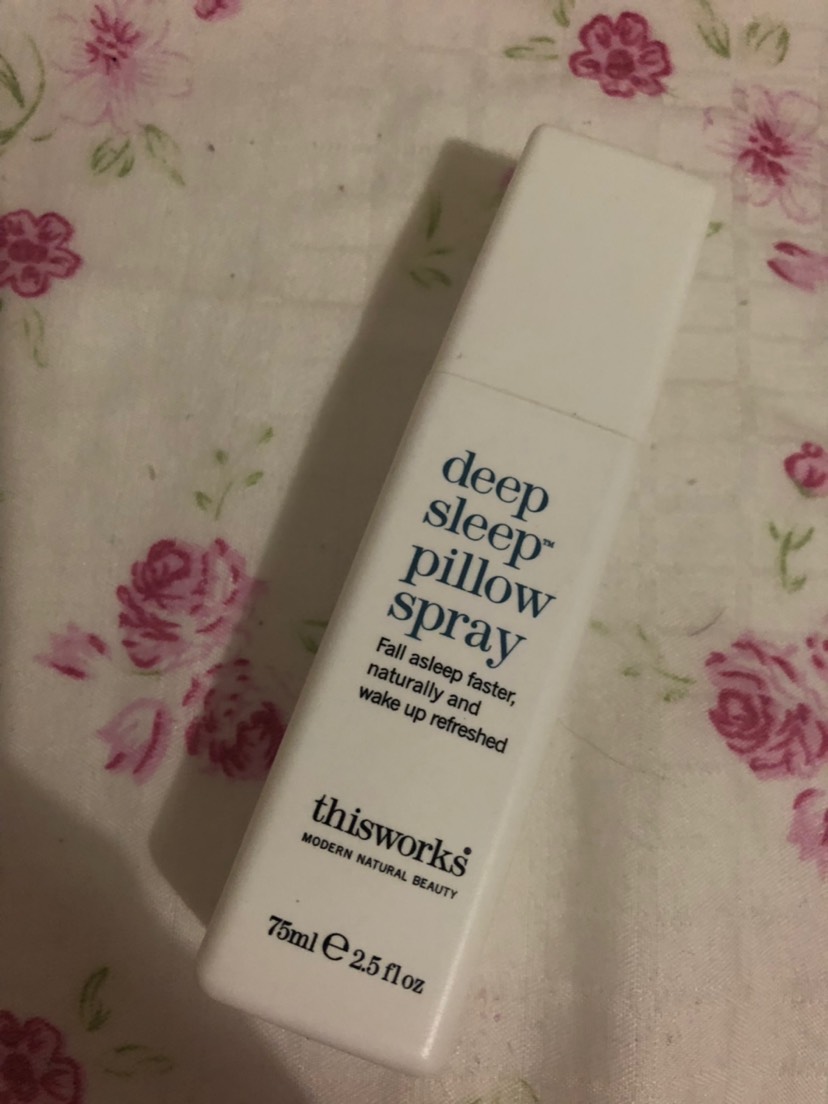 deep
sleep™
pillow
spray
Fall asleep faster,
naturally and
wake up refreshed
thisworks
MODERN NATURAL BEAUTY
75ml ℮ 2.5 fl oz